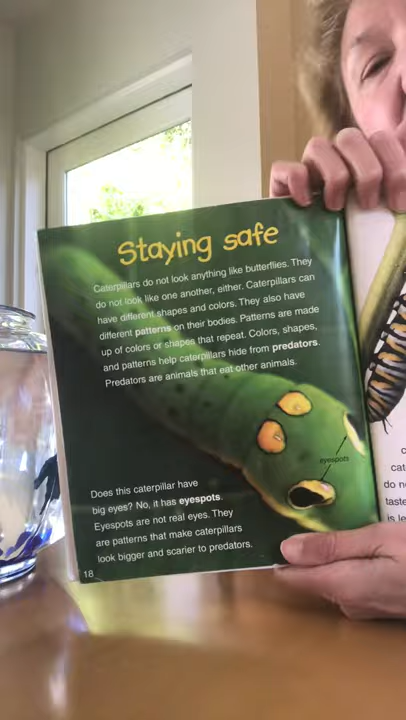 Staying safe
Caterpillars do not look anything like butterflies. They
do not look like one another, either. Caterpillars can
have different shapes and colors. They also have
different patterns on their bodies. Patterns are made
up of colors or shapes that repeat. Colors, shapes,
and patterns help caterpillars hide from predators.
Predators are animals that eat other animals.
eyespots
Does this caterpillar have
big eyes? No, it has eyespots.
Eyespots are not real eyes. They
are patterns that make caterpillars
look bigger and scarier to predators.
18